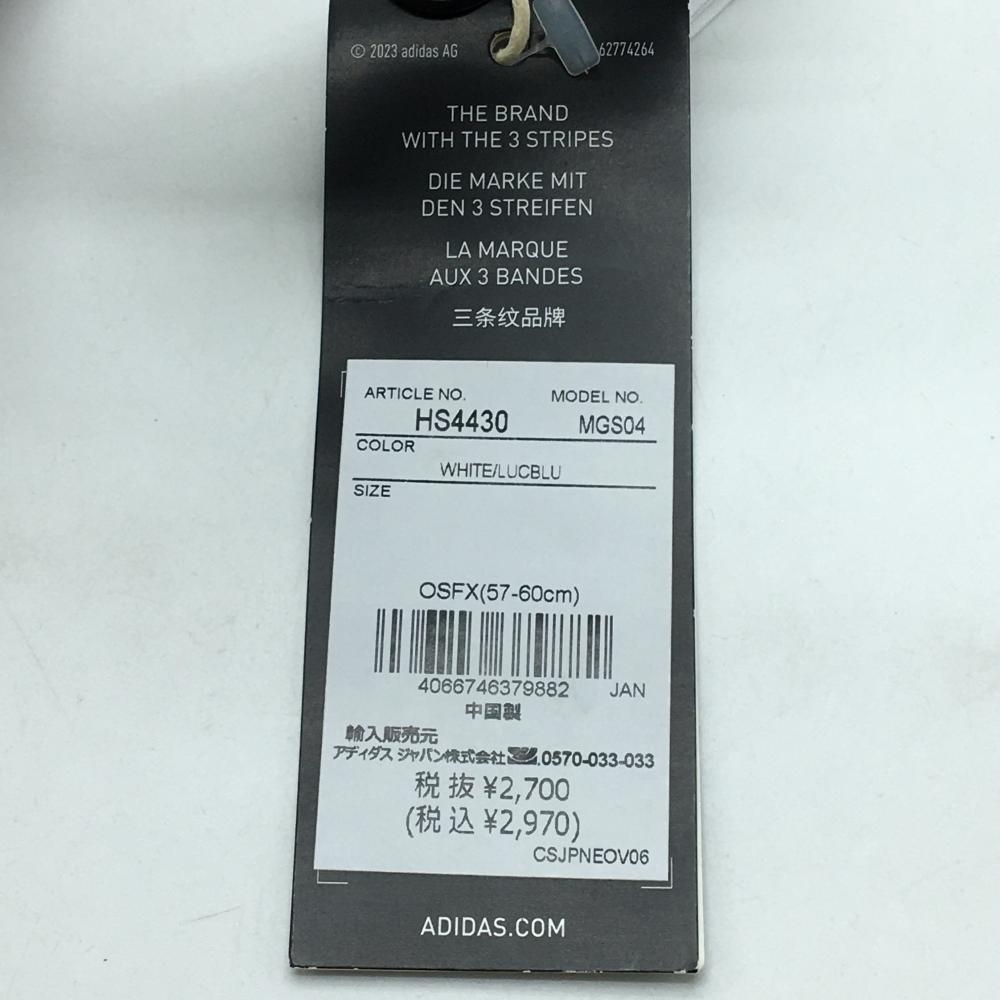 © 2023 adidas AG 62774264
THE BRAND
WITH THE 3 STRIPES
DIE MARKE MIT
DEN 3 STREIFEN
LA MARQUE
AUX 3 BANDES
三条纹品牌
ARTICLE NO. MODEL NO.
HS4430 MGS04
COLOR
WHITE/LUCBLU
SIZE
OSFX(57-60cm)
4066746379882 JAN
中国製
輸入販売元
アディダス ジャパン株式会社 .0570-033-033
税抜 ¥2,700
(税込 ¥2,970)
CSJPNEOV06
ADIDAS.COM